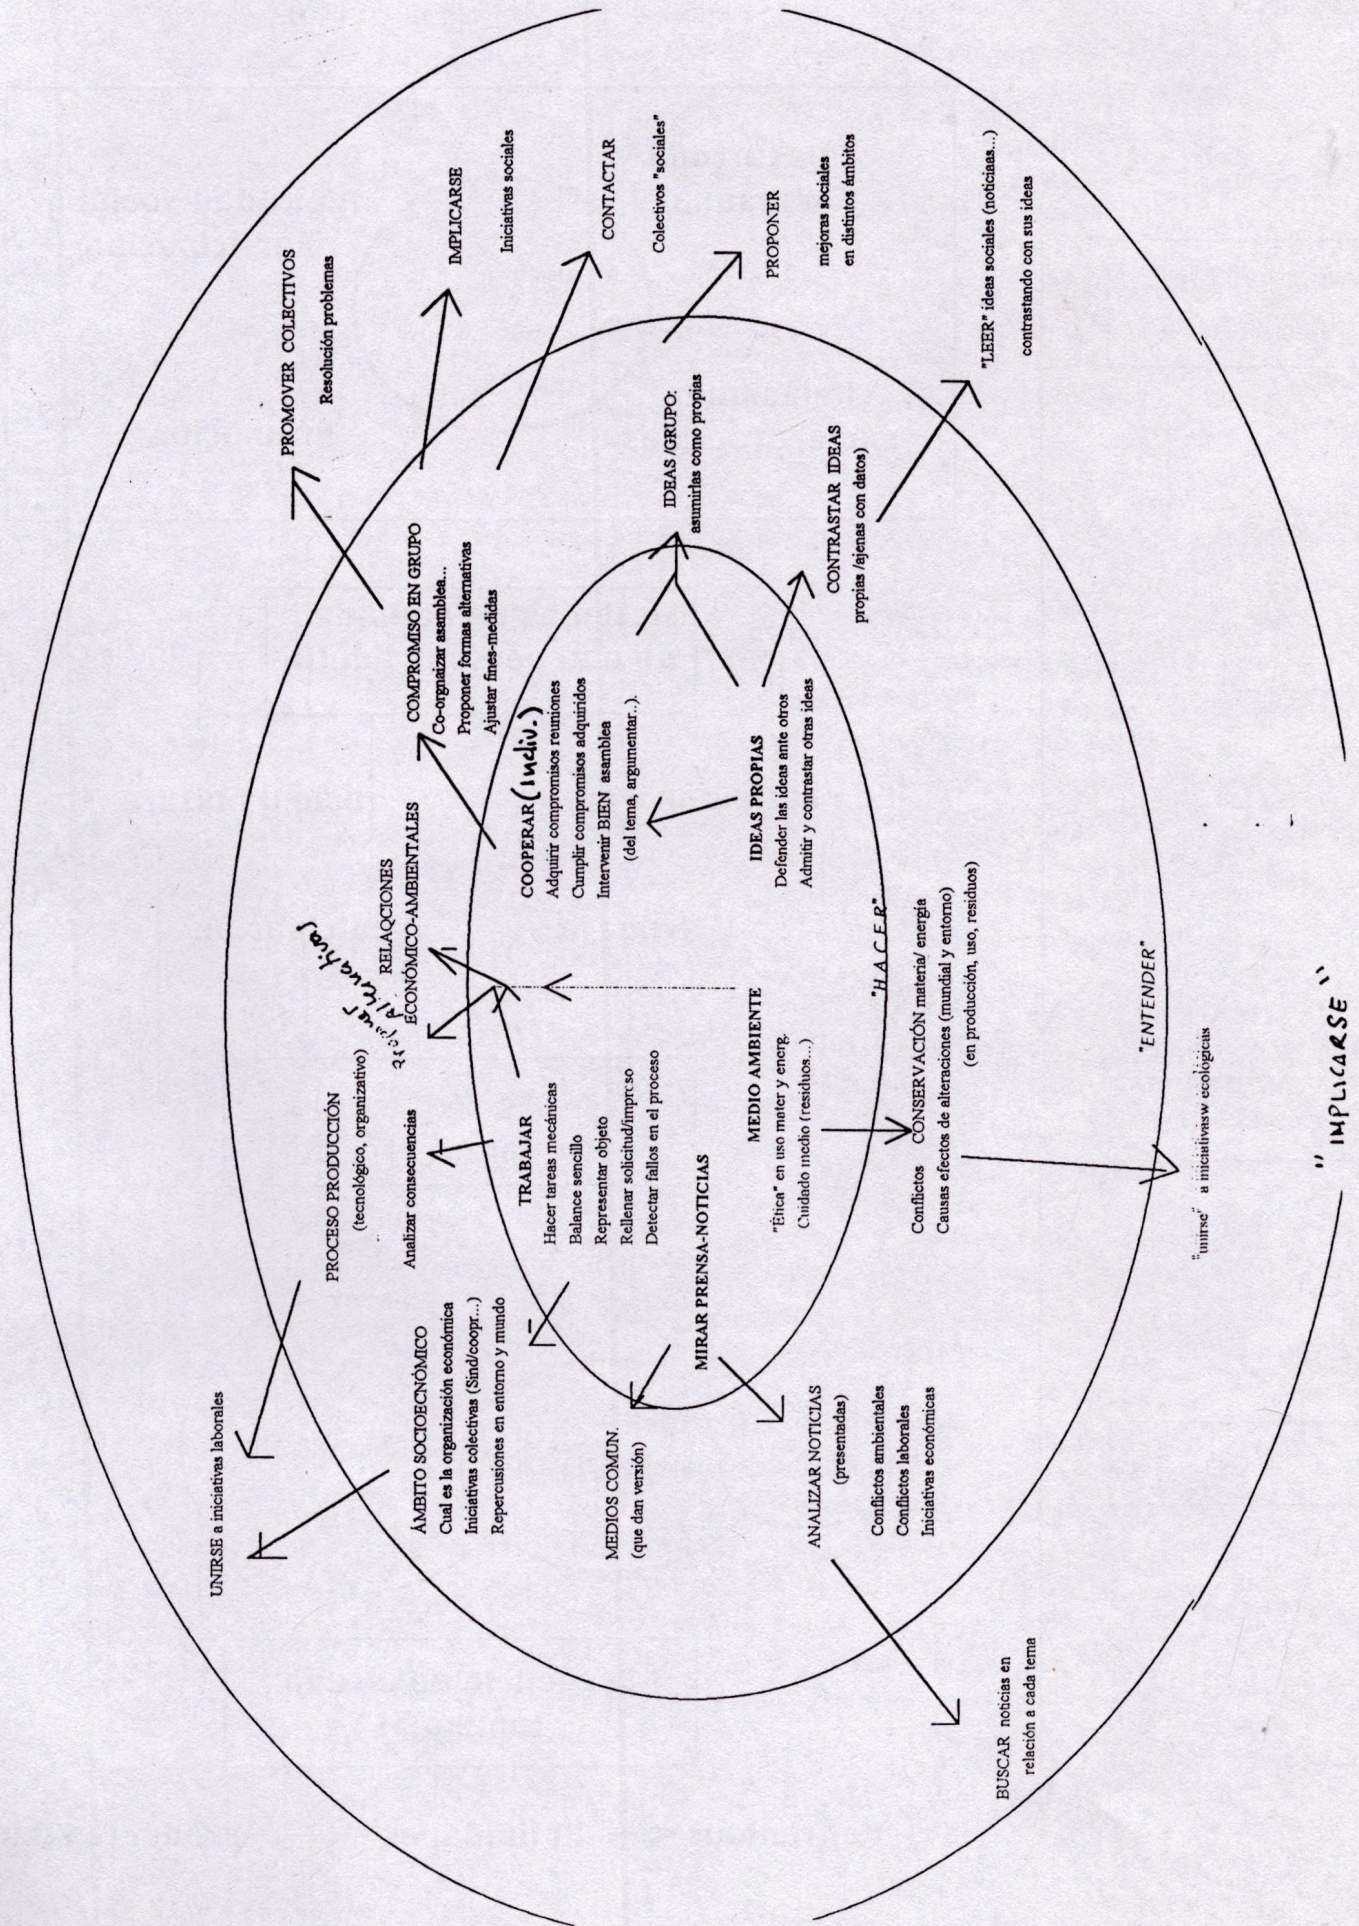 UNIRSE a iniciativas laborales
PROMOVER COLECTIVOS
Resolución problemas
PROCESO PRODUCCIÓN
(tecnológico, organizativo)
Analizar consecuencias
alternativas
RELAQCIONES
ECONÓMICO-AMBIENTALES
COMPROMISO EN GRUPO
Co-orgnaizar asamblea...
Proponer formas alternativas
Ajustar fines-medidas
IMPLICARSE
Iniciativas sociales
ÁMBITO SOCIOECNÓMICO
Cual es la organización económica
Iniciativas colectivas (Sind/coopr...)
Repercusiones en entorno y mundo
TRABAJAR
Hacer tareas mecánicas
Balance sencillo
Representar objeto
Rellenar solicitud/impreso
Detectar fallos en el proceso
COOPERAR (indiv.)
Adquirir compromisos reuniones
Cumplir compromisos adquiridos
Intervenir BIEN asamblea
(del tema, argumentar..).
CONTACTAR
Colectivos "sociales"
MEDIOS COMUN.
(que dan versión)
MIRAR PRENSA-NOTICIAS
IDEAS /GRUPO:
asumirlas como propias
PROPONER
mejoras sociales
en distintos ámbitos
MEDIO AMBIENTE
"Ética" en uso mater y energ.
Cuidado medio (residuos...)
IDEAS PROPIAS
Defender las ideas ante otros
Admitir y contrastar otras ideas
ANALIZAR NOTICIAS
(presentadas)
Conflictos ambientales
Conflictos laborales
Iniciativas económicas
CONTRASTAR IDEAS
propias /ajenas con datos)
"HACER"
Conflictos CONSERVACIÓN materia/ energía
Causas efectos de alteraciones (mundial y entorno)
(en producción, uso, residuos)
"LEER" ideas sociales (noticiaas...)
contrastando con sus ideas
BUSCAR noticias en
relación a cada tema
"ENTENDER"
"unirse" a iniciativasw ecológicas
"IMPLICARSE"